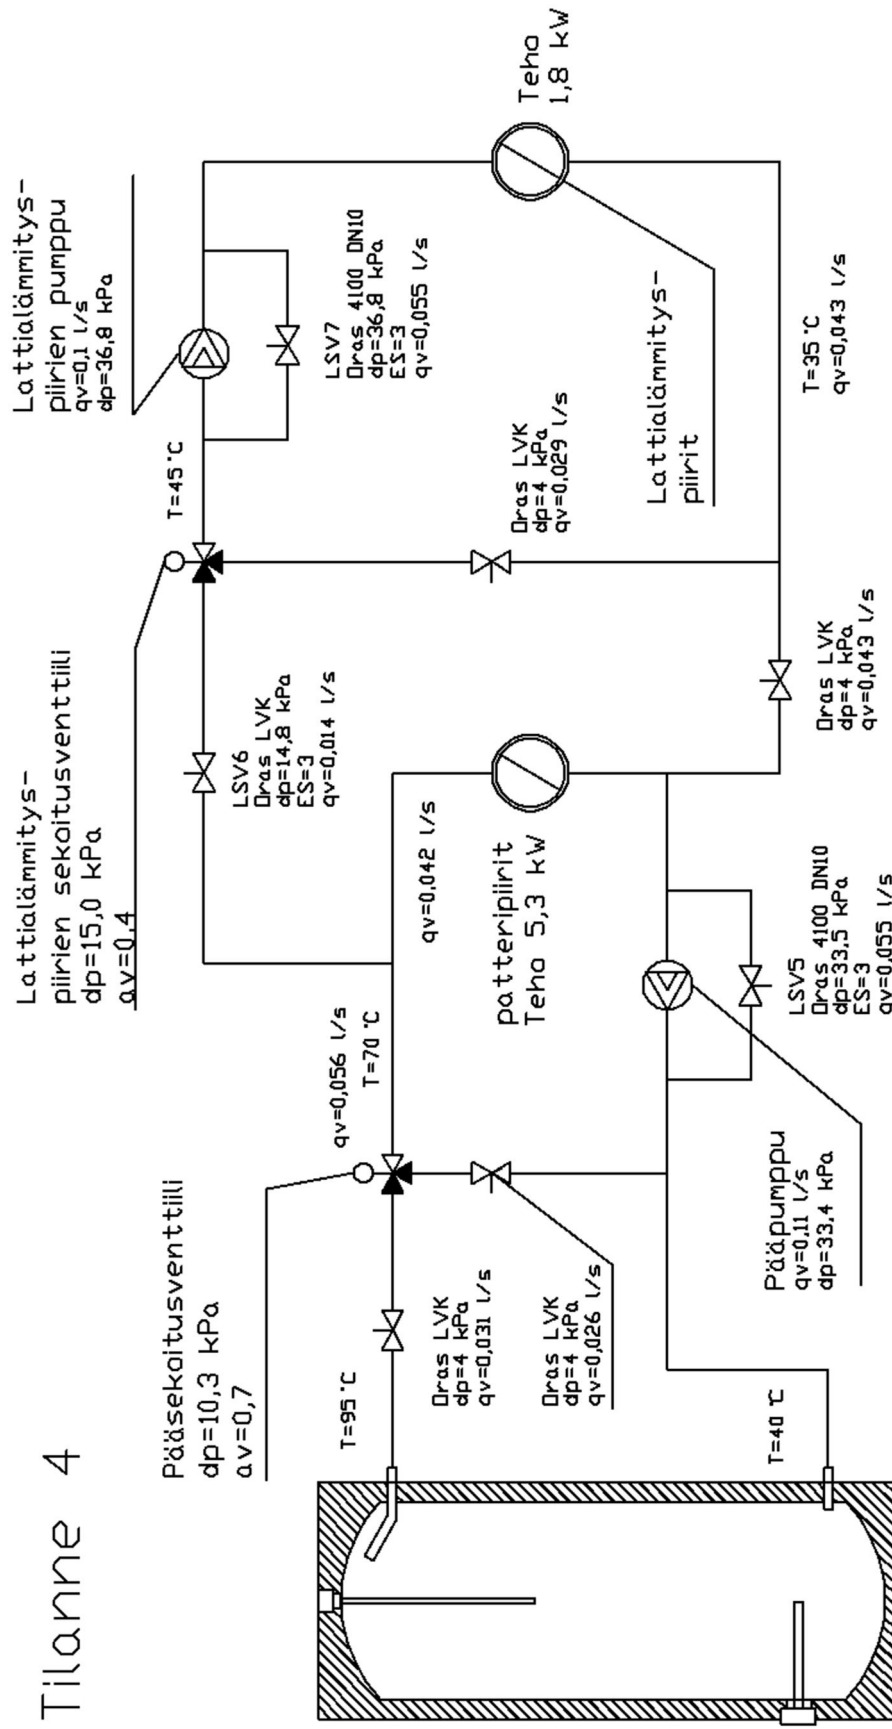 Tilanne 4
Pääsekoitusventtiili
dp=10,3 kPa
av=0,7
T=95°C
Oras LVK
dp=4 kPa
qv=0,031 l/s
Oras LVK
dp=4 kPa
qv=0,026 l/s
T=40°C
qv=0,056 l/s
T=70°C
Pääpumppu
qv=0,11 l/s
dp=33,4 kPa
LSV5
Oras 4100 DN10
dp=33,5 kPa
ES=3
qv=0,055 l/s
patteripiirit
Teho 5,3 kW
qv=0,042 l/s
Lattialämmitys-
piirien sekoitusventtiili
dp=15,0 kPa
av=0,4
LSV6
Oras LVK
dp=14,8 kPa
ES=3
qv=0,014 l/s
Oras LVK
dp=4 kPa
qv=0,043 l/s
T=45°C
Oras LVK
dp=4 kPa
qv=0,029 l/s
Lattialämmitys-
piirien pumppu
qv=0,1 l/s
dp=36,8 kPa
LSV7
Oras 4100 DN10
dp=36,8 kPa
ES=3
qv=0,055 l/s
Lattialämmitys-
piirit
T=35°C
qv=0,043 l/s
Teho
1,8 kW